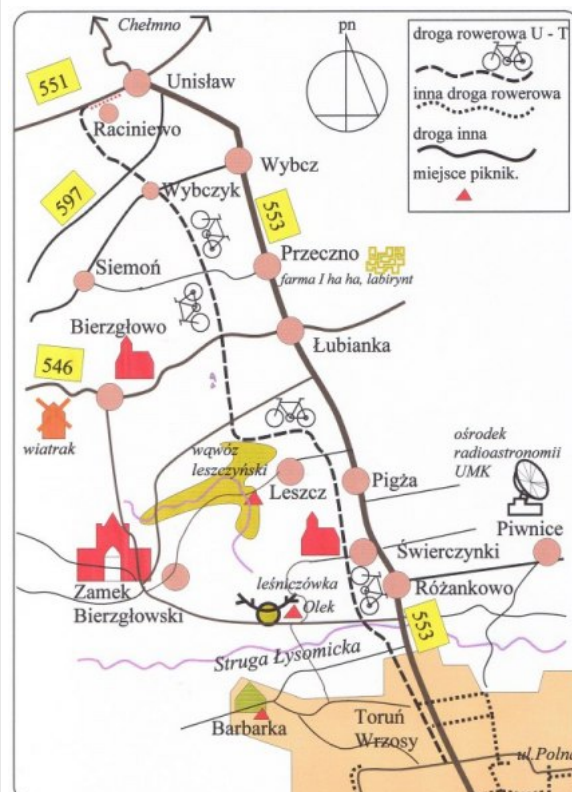 Chełmno
551
Unisław
Raciniewo
597
Wybcz
Wybczyk
553
Siemoń
Przeczno
farma I ha ha, labirynt
Bierzgłowo
Łubianka
546
wiatrak
wąwóz
leszczyński
Leszcz
Pigża
ośrodek
radioastronomii
UMK
Piwnice
Świerczynki
Zamek
Bierzgłowski
leśniczówka
Olek
Różankowo
553
Struga Łysomicka
Barbarka
Toruń
Wrzosy
ul.Polna
pn
droga rowerowa U - T
inna droga rowerowa
droga inna
miejsce piknik.